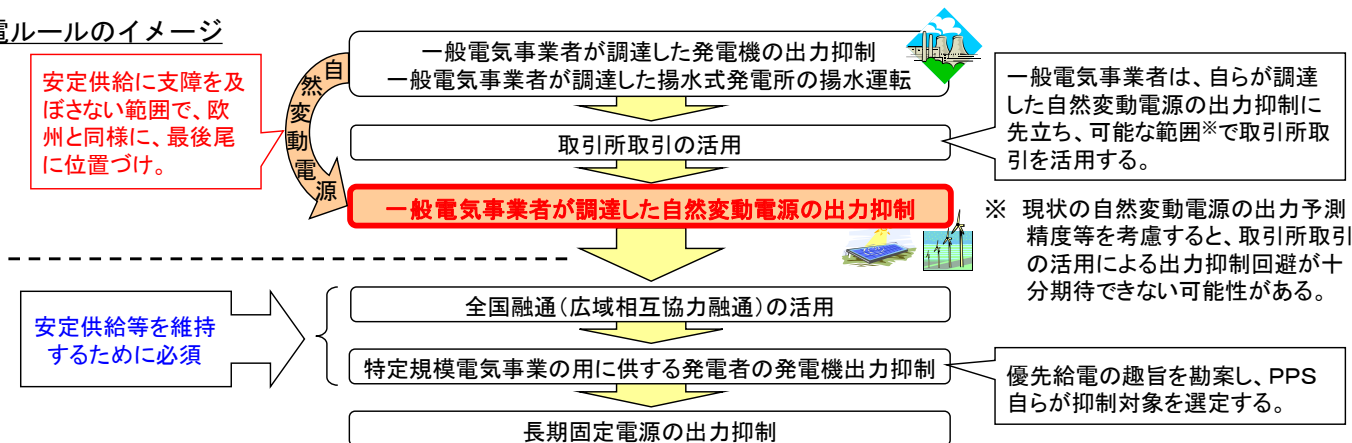 電ルールのイメージ
一般電気事業者が調達した発電機の出力抑制
一般電気事業者が調達した揚水式発電所の揚水運転
安定供給に支障を及
ぼさない範囲で、欧
州と同様に、最後尾
に位置づけ。
自然変動電源
一般電気事業者は、自らが調達
した自然変動電源の出力抑制に
先立ち、可能な範囲※で取引所取
引を活用する。
取引所取引の活用
一般電気事業者が調達した自然変動電源の出力抑制
※ 現状の自然変動電源の出力予測
精度等を考慮すると、取引所取引
の活用による出力抑制回避が十
分期待できない可能性がある。
全国融通(広域相互協力融通)の活用
安定供給等を維持
するために必須
特定規模電気事業の用に供する発電者の発電機出力抑制
優先給電の趣旨を勘案し、PPS
自らが抑制対象を選定する。
長期固定電源の出力抑制